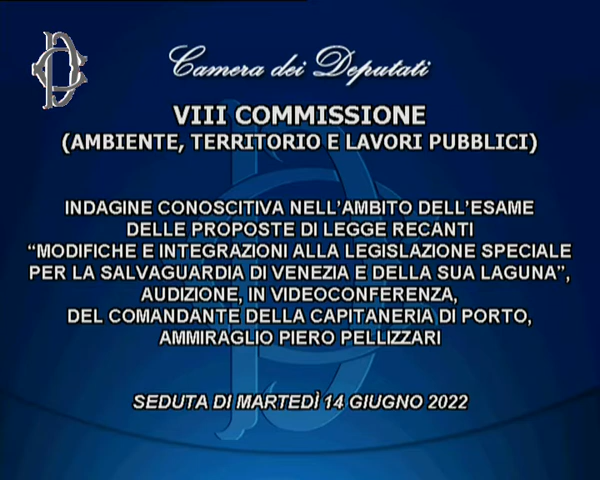 Camera dei Deputati
VIII COMMISSIONE
(AMBIENTE, TERRITORIO E LAVORI PUBBLICI)
INDAGINE CONOSCITIVA NELL'AMBITO DELL'ESAME
DELLE PROPOSTE DI LEGGE RECANTI
“MODIFICHE E INTEGRAZIONI ALLA LEGISLAZIONE SPECIALE
PER LA SALVAGUARDIA DI VENEZIA E DELLA SUA LAGUNA”,
AUDIZIONE, IN VIDEOCONFERENZA,
DEL COMANDANTE DELLA CAPITANERIA DI PORTO,
AMMIRAGLIO PIERO PELLIZZARI
SEDUTA DI MARTEDÌ 14 GIUGNO 2022